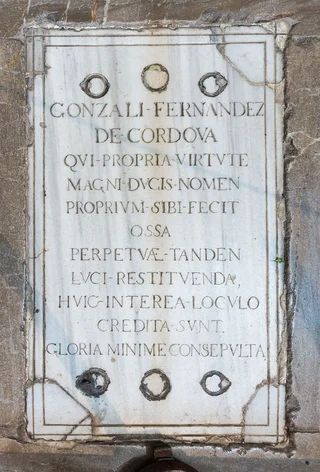 GONZALI·FERNANDEZ
DE·CORDOVA
QVI·PROPRIA·VIRTVTE
MAGNI·DVCIS·NOMEN
PROPRIVM·SIBI·FECIT
OSSA
PERPETVÆ·TANDEN
LVCI·RESTITVENDA,
HVIC·INTEREA·LOCVLO
CREDITA·SVNT.
GLORIA MINIME CONSEPVLTA